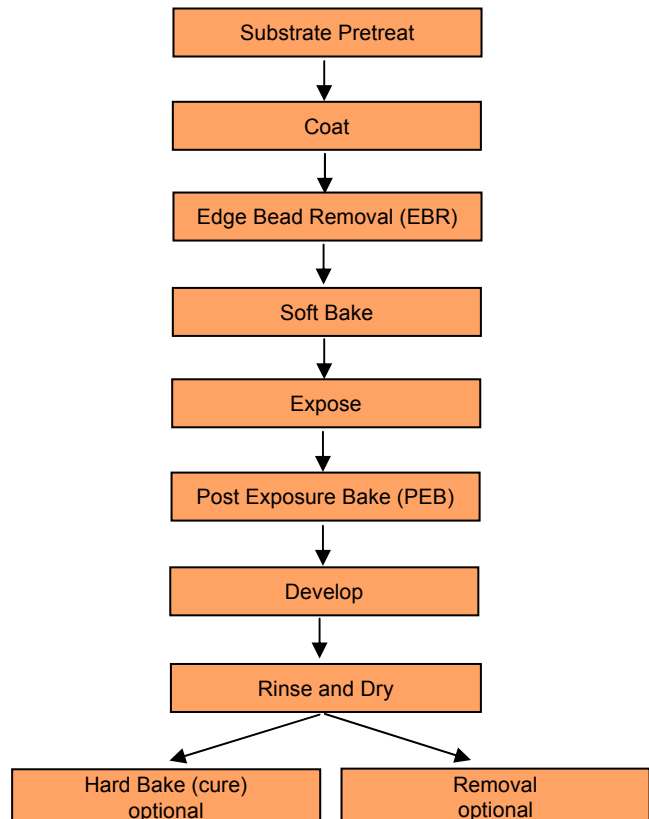 Substrate Pretreat
Coat
Edge Bead Removal (EBR)
Soft Bake
Expose
Post Exposure Bake (PEB)
Develop
Rinse and Dry
Hard Bake (cure)
optional
Removal
optional